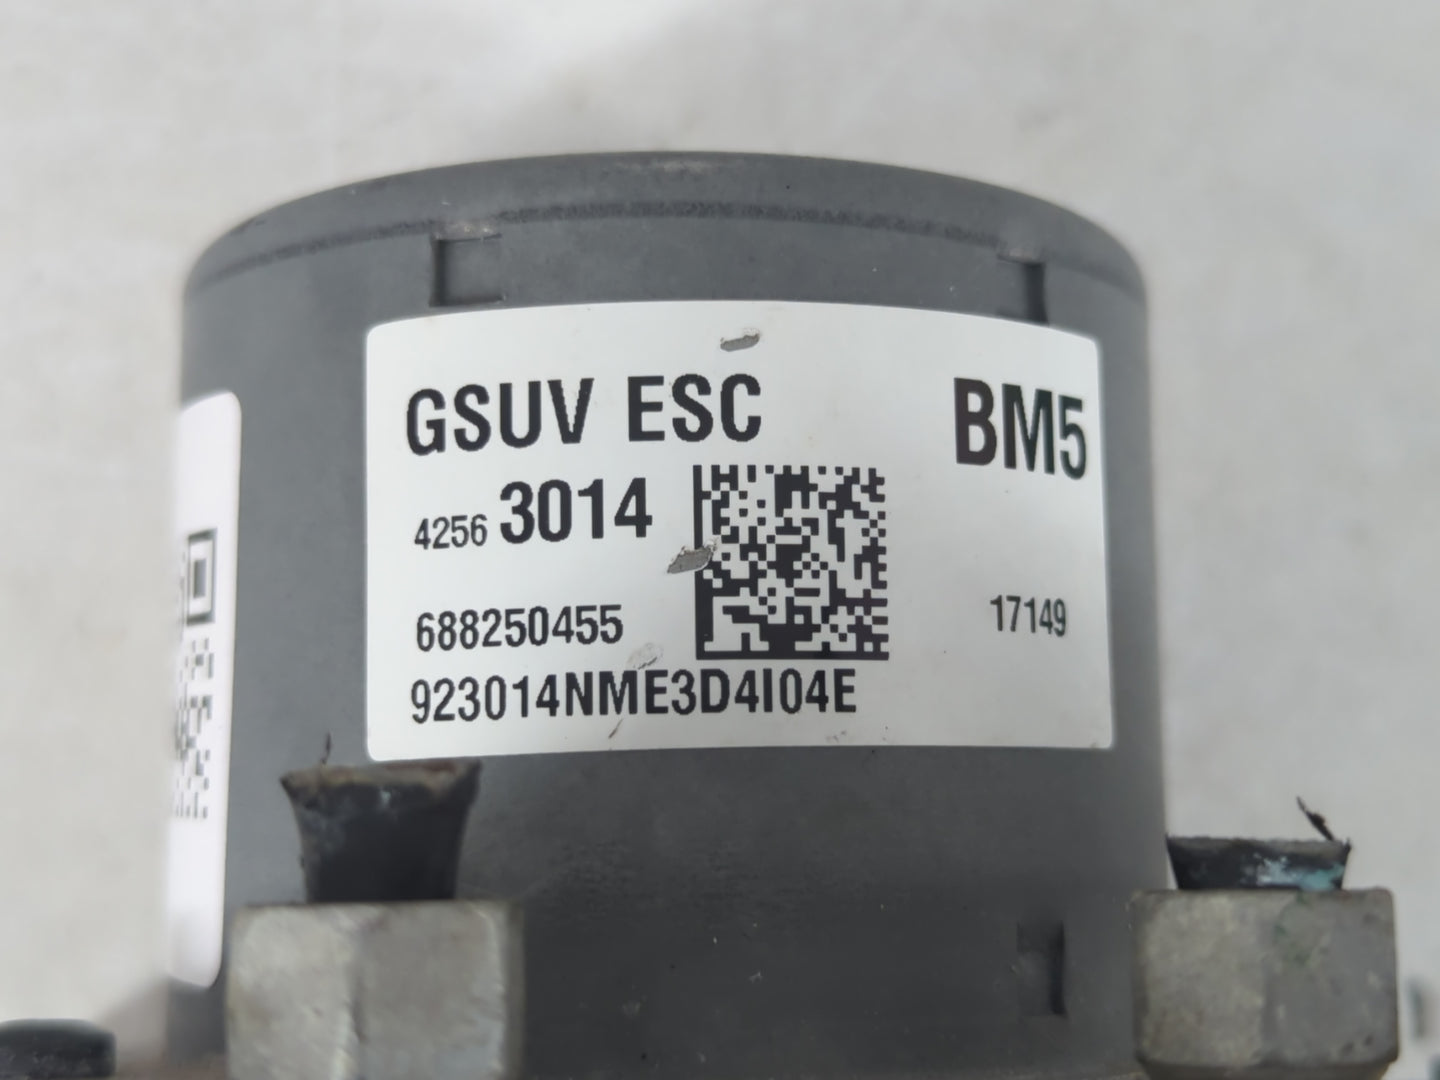 GSUV ESC BM5
4256 3014
688250455 17149
923014NME3D4I04E